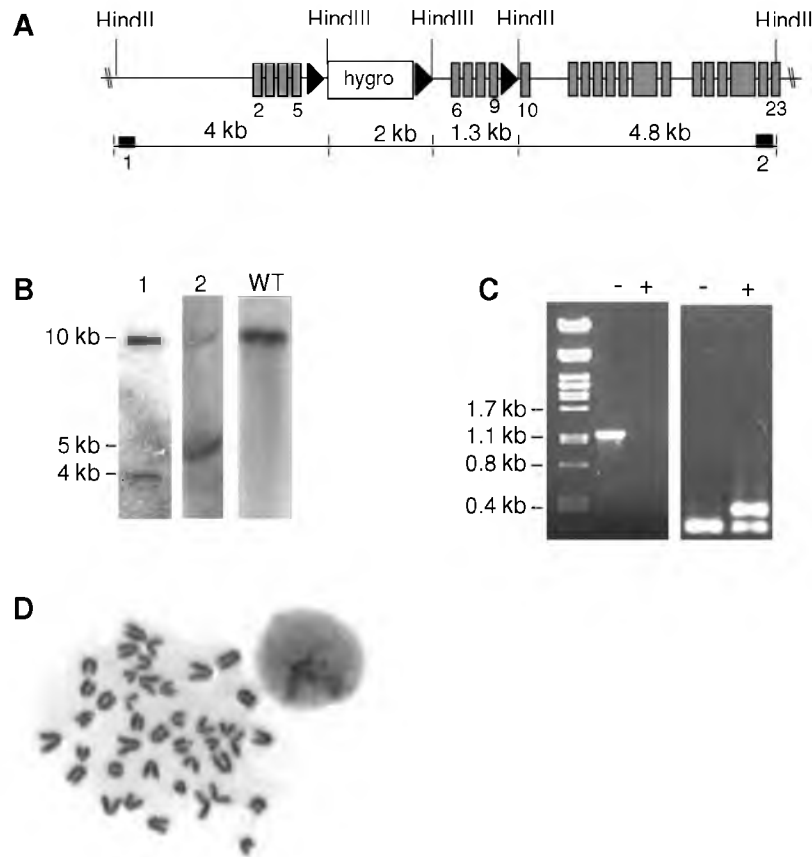 A
HindII HindIII HindIII HindII HindII
hygro
2 5 6 9 10 23
4 kb 2 kb 1.3 kb 4.8 kb
1 2
B
1 2 WT
10 kb
5 kb
4 kb
C
- + - +
1.7 kb
1.1 kb
0.8 kb
0.4 kb
D